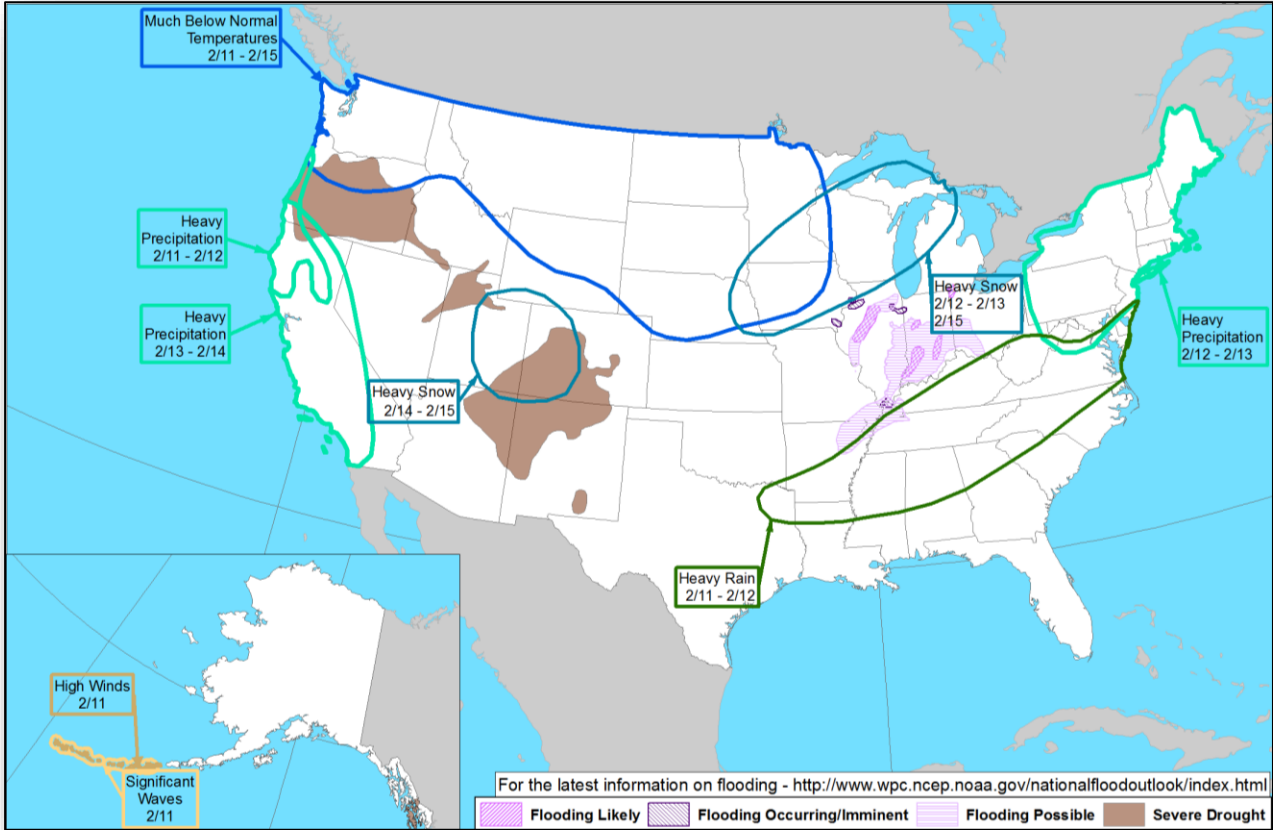 Much Below Normal
Temperatures
2/11 - 2/15
Heavy
Precipitation
2/11 - 2/12
Heavy
Precipitation
2/13 - 2/14
Heavy Snow
2/14 - 2/15
Heavy Snow
2/12 - 2/13
2/15
Heavy
Precipitation
2/12 - 2/13
Heavy Rain
2/11 - 2/12
High Winds
2/11
Significant
Waves
2/11
For the latest information on flooding - http://www.wpc.ncep.noaa.gov/nationalfloodoutlook/index.html
Flooding Likely Flooding Occurring/Imminent Flooding Possible Severe Drought